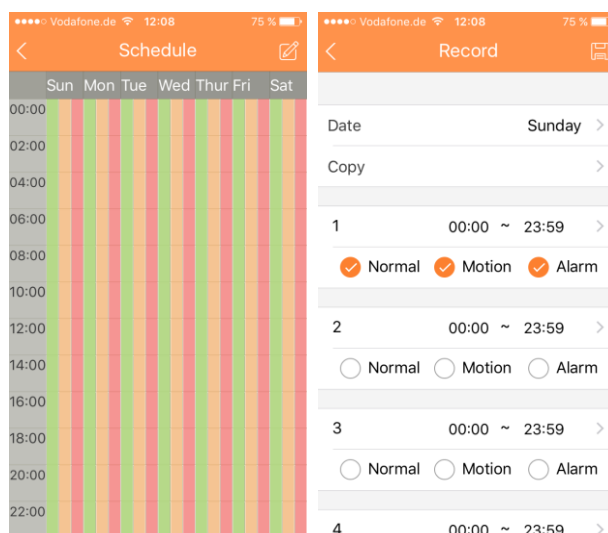 Vodafone.de 12:08 75 %
Schedule
Sun Mon Tue Wed Thur Fri Sat
00:00
02:00
04:00
06:00
08:00
10:00
12:00
14:00
16:00
18:00
20:00
22:00
Vodafone.de 12:08 75 %
Record
Date Sunday
Copy
1 00:00 ~ 23:59
Normal Motion Alarm
2 00:00 ~ 23:59
Normal Motion Alarm
3 00:00 ~ 23:59
Normal Motion Alarm
4 00:00 ~ 23:59